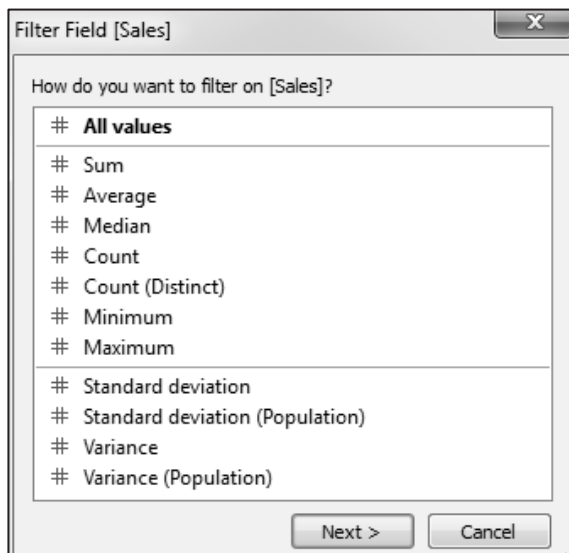 Filter Field [Sales]
How do you want to filter on [Sales]?
# All values
# Sum
# Average
# Median
# Count
# Count (Distinct)
# Minimum
# Maximum
# Standard deviation
# Standard deviation (Population)
# Variance
# Variance (Population)
Next > Cancel